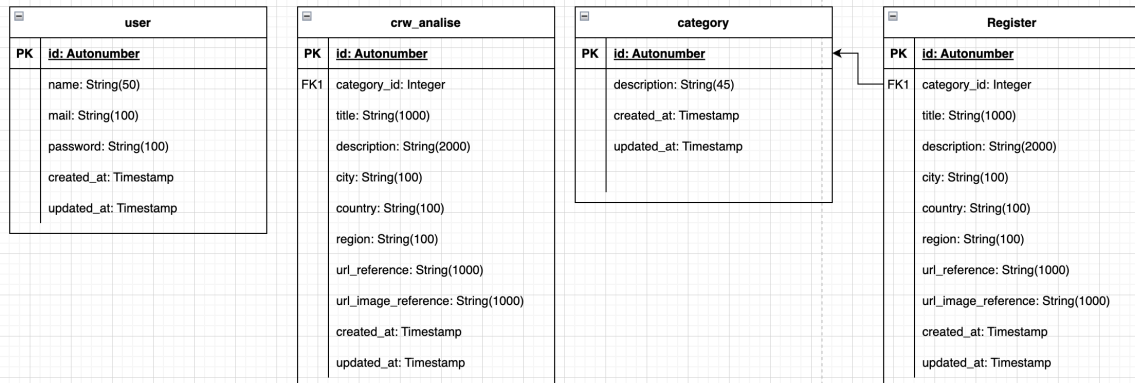 user
PK id: Autonumber
name: String(50)
mail: String(100)
password: String(100)
created_at: Timestamp
updated_at: Timestamp
crw_analise
PK id: Autonumber
FK1 category_id: Integer
title: String(1000)
description: String(2000)
city: String(100)
country: String(100)
region: String(100)
url_reference: String(1000)
url_image_reference: String(1000)
created_at: Timestamp
updated_at: Timestamp
category
PK id: Autonumber
description: String(45)
created_at: Timestamp
updated_at: Timestamp
Register
PK id: Autonumber
FK1 category_id: Integer
title: String(1000)
description: String(2000)
city: String(100)
country: String(100)
region: String(100)
url_reference: String(1000)
url_image_reference: String(1000)
created_at: Timestamp
updated_at: Timestamp